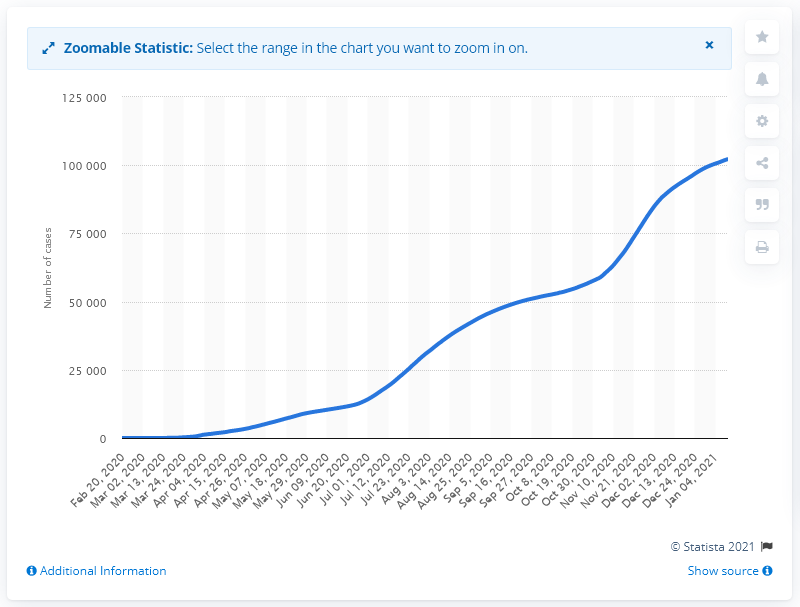 Zoomable Statistic: Select the range in the chart you want to zoom in on.
125 000
100 000
75 000
50 000
25 000
0
Number of cases
Feb 20, 2020
Mar 02, 2020
Mar 13, 2020
Mar 24, 2020
Apr 04, 2020
Apr 15, 2020
Apr 26, 2020
May 07, 2020
May 18, 2020
May 29, 2020
Jun 09, 2020
Jun 20, 2020
Jul 01, 2020
Jul 12, 2020
Jul 23, 2020
Aug 3, 2020
Aug 14, 2020
Aug 25, 2020
Sep 5, 2020
Sep 16, 2020
Sep 27, 2020
Oct 8, 2020
Oct 19, 2020
Oct 30, 2020
Nov 10, 2020
Nov 21, 2020
Dec 02, 2020
Dec 13, 2020
Dec 24, 2020
Jan 04, 2021
© Statista 2021
Additional Information
Show source